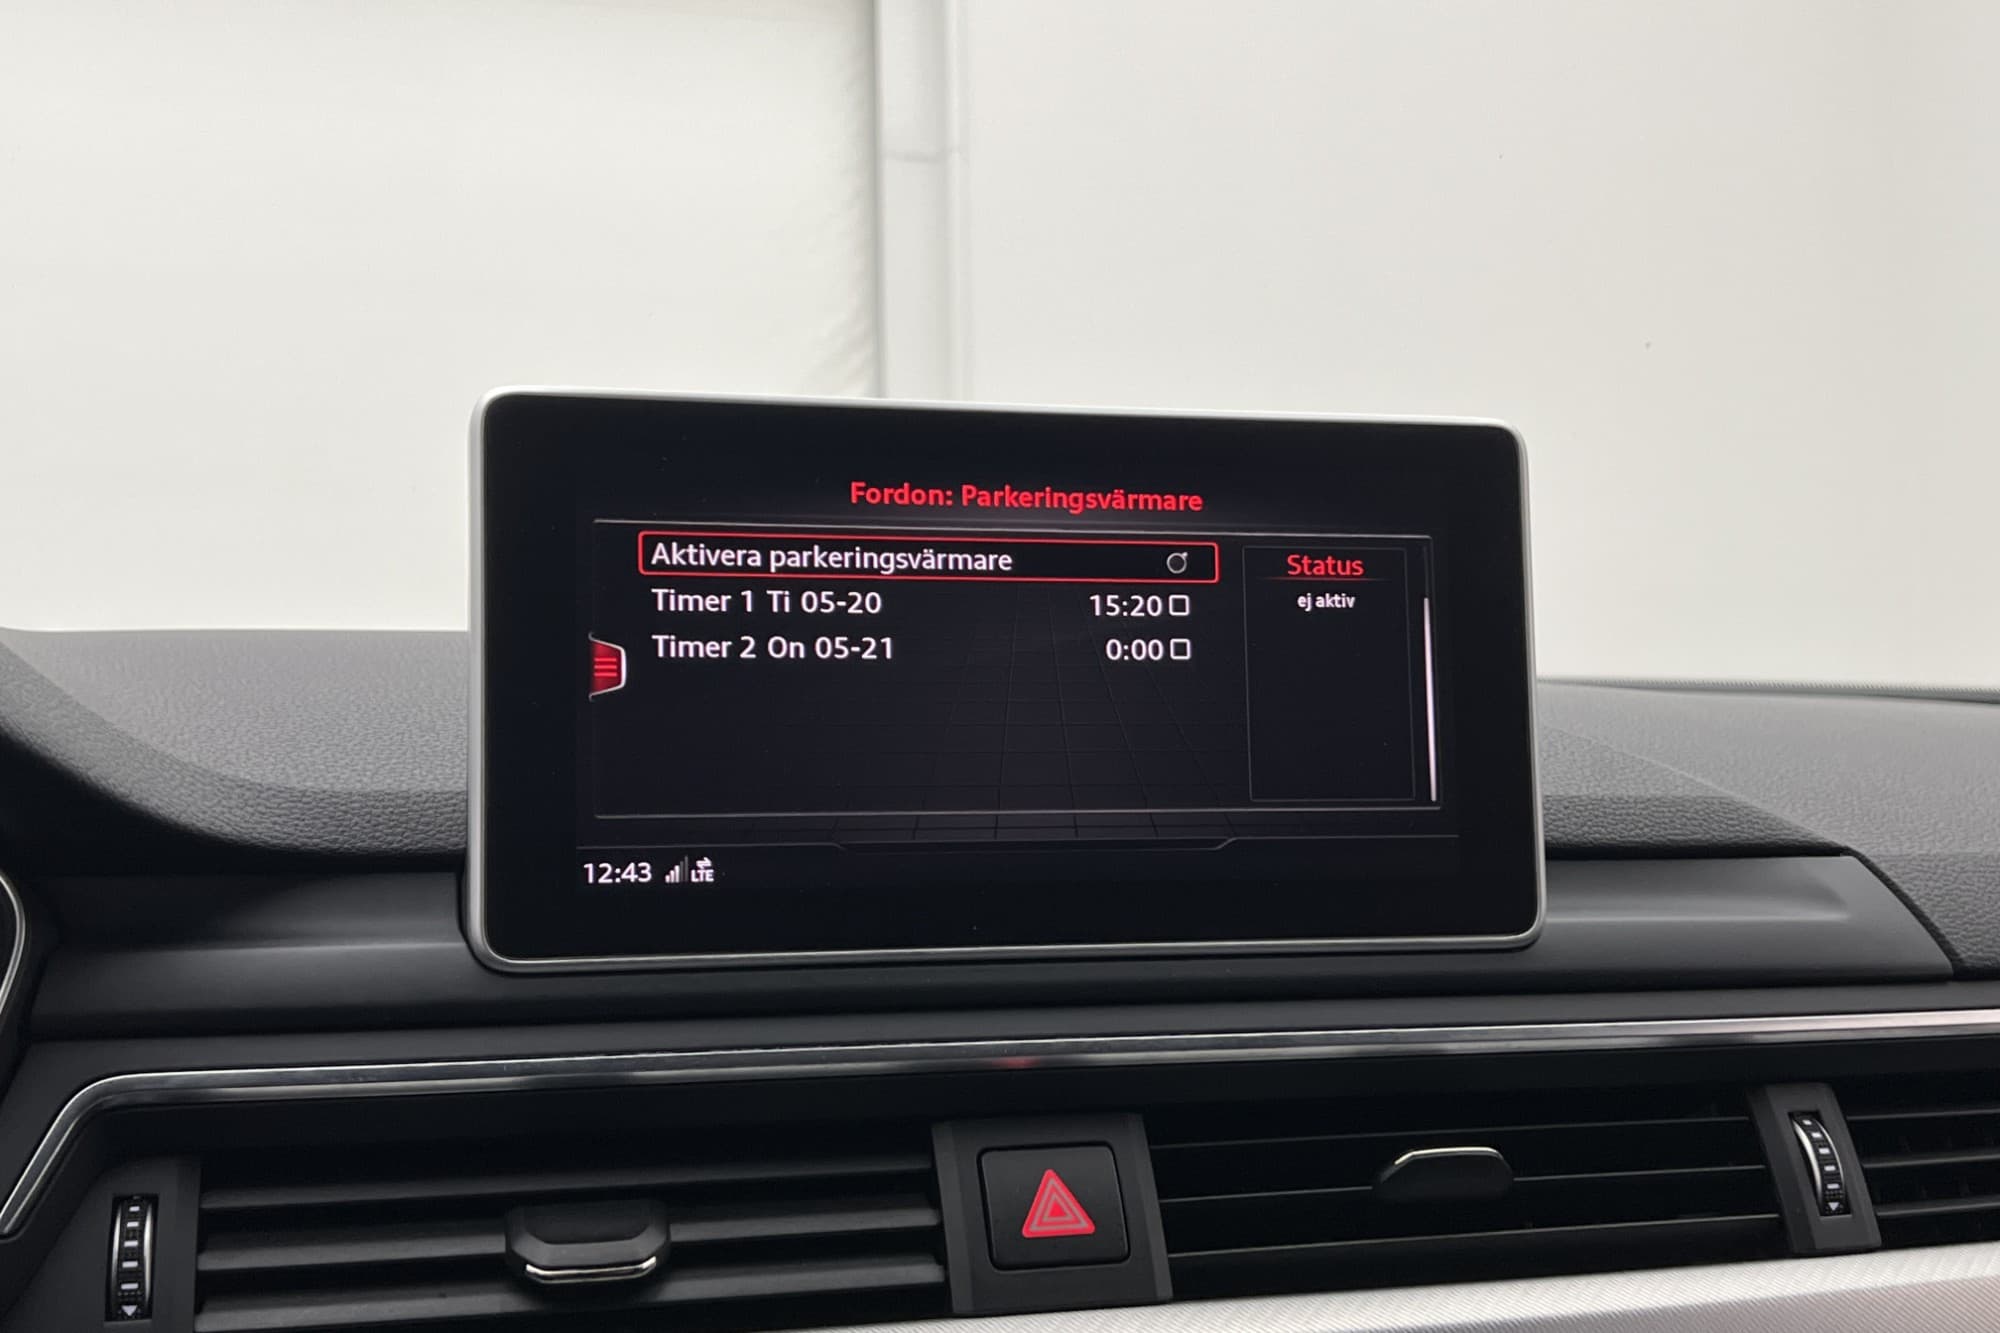 Fordon: Parkeringsvärmare
Aktivera parkeringsvärmare
Timer 1 Ti 05-20 15:20
Timer 2 On 05-21 0:00
Status
ej aktiv
12:43 LTE